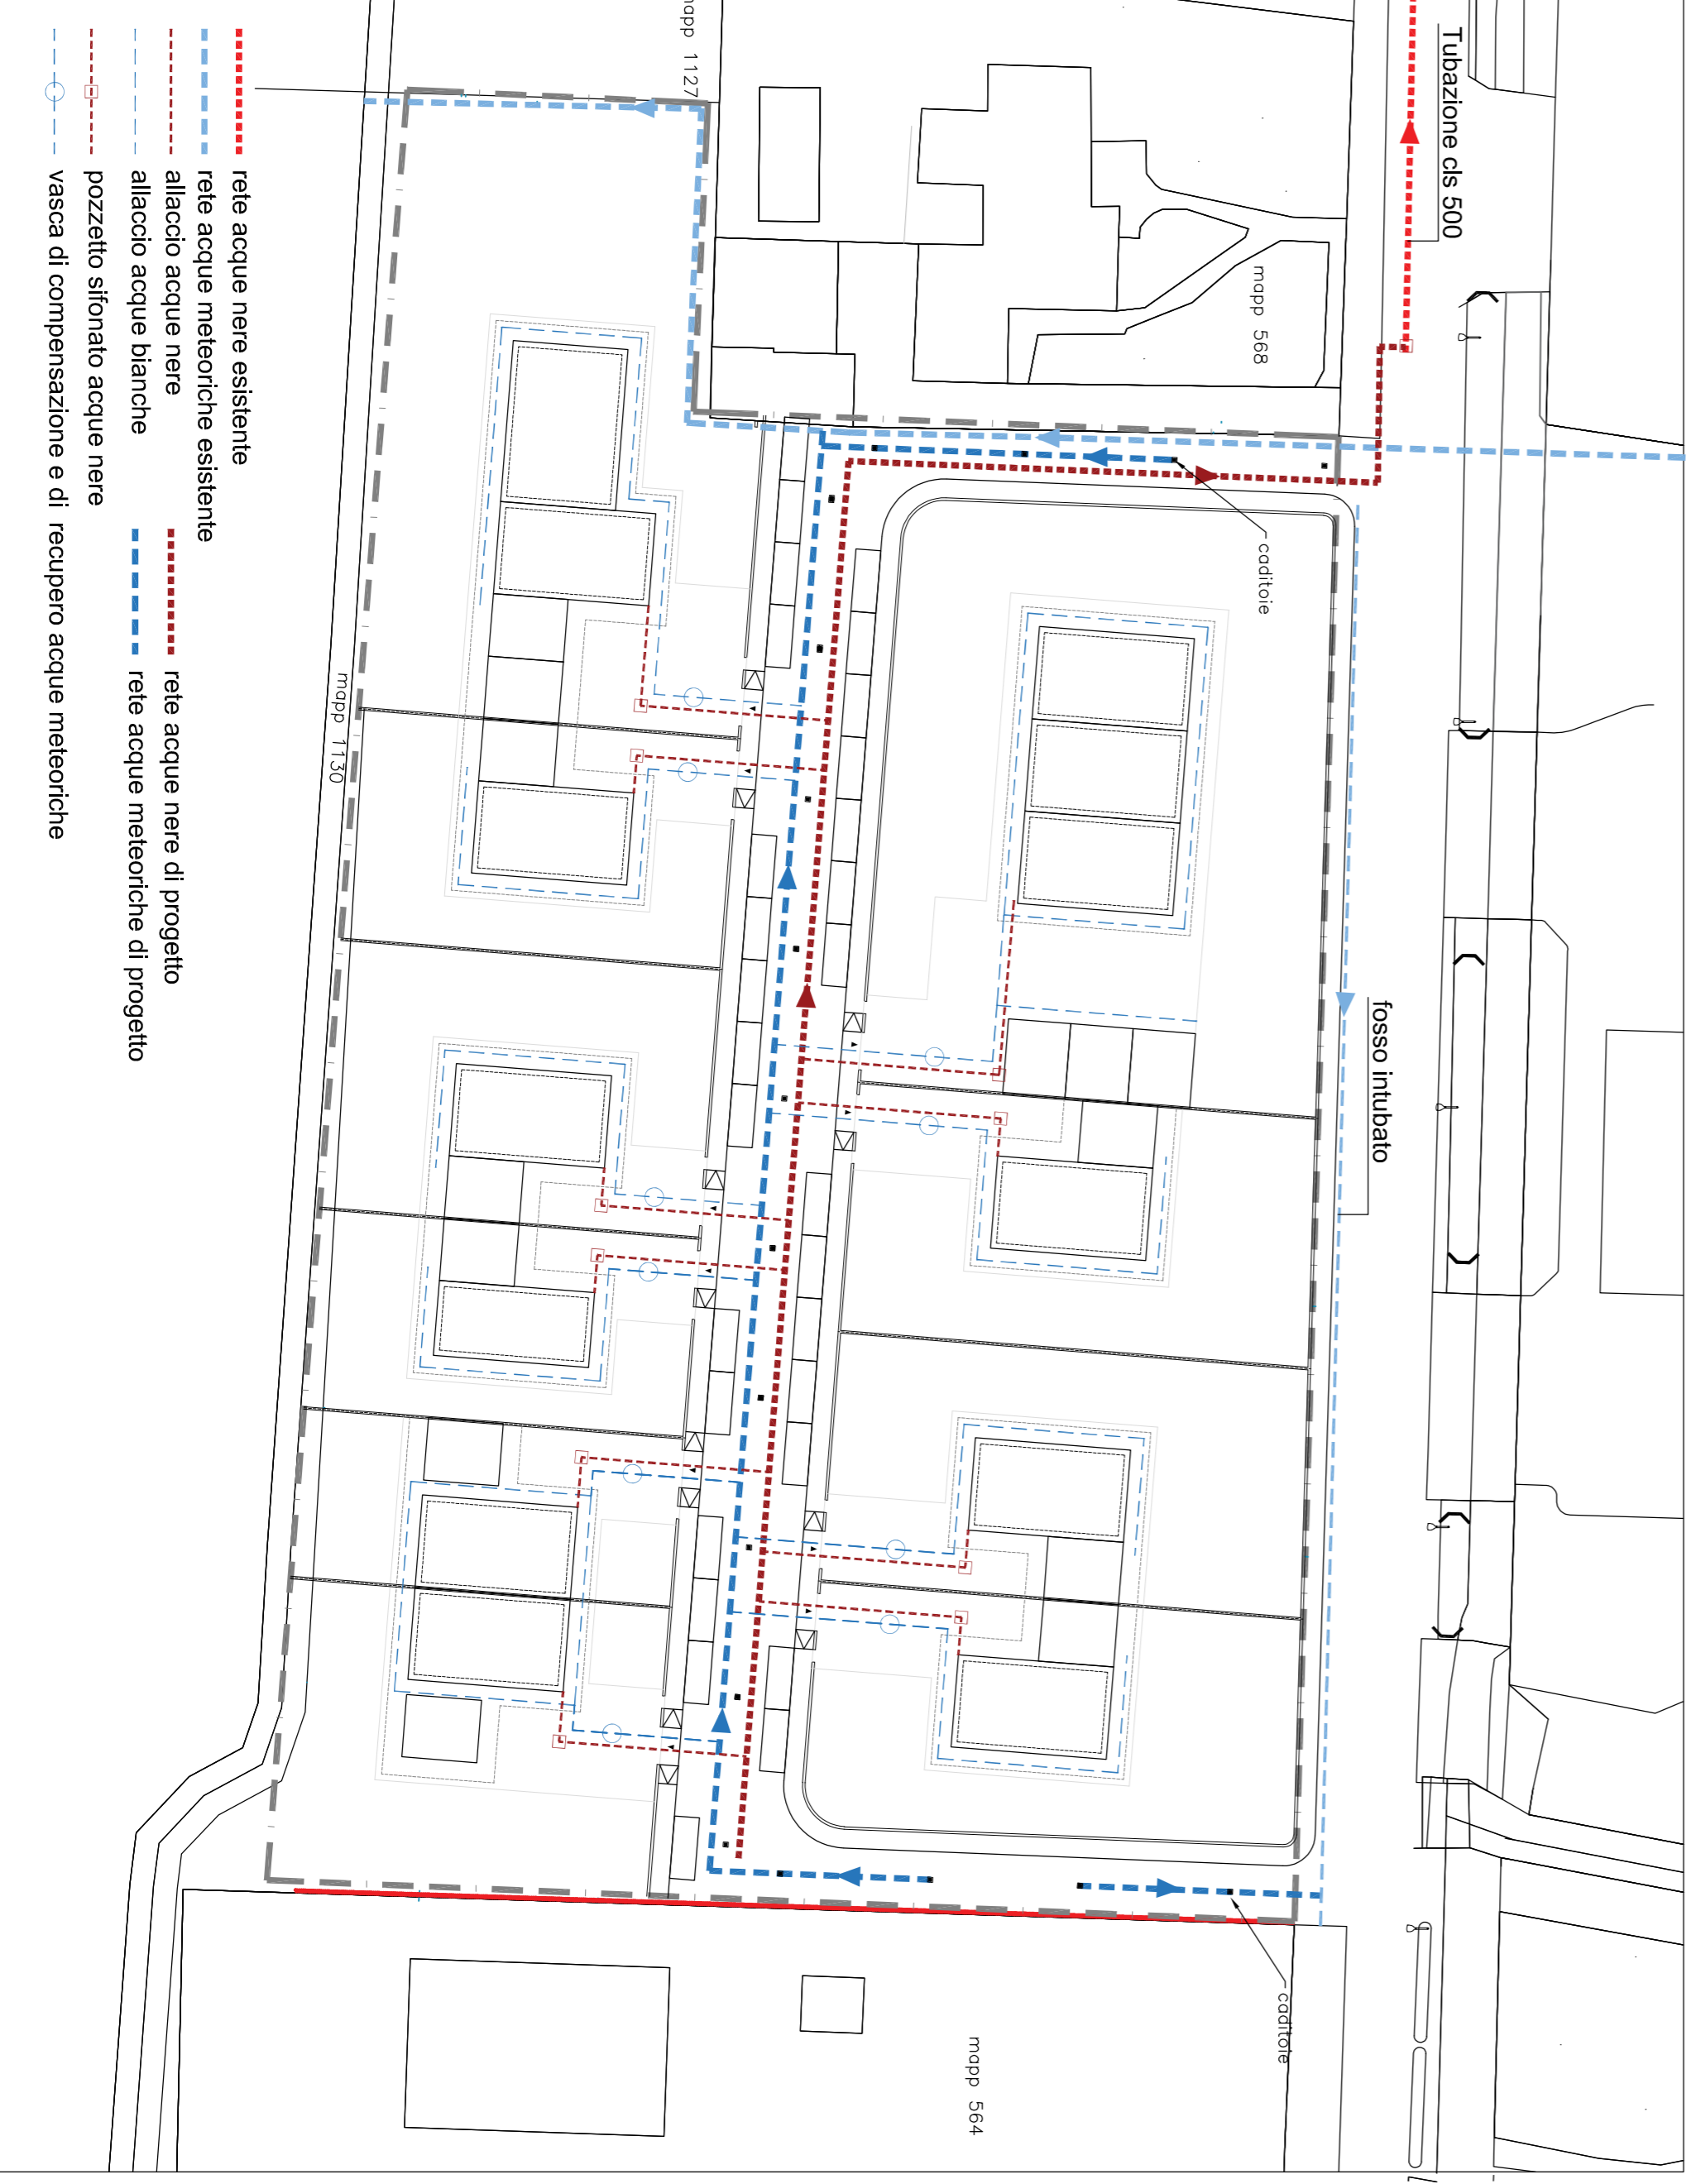 Tubazione cls 500
mapp 1127
mapp 568
caditoie
fosso intubato
mapp 1130
caditoie
mapp 564
rete acque nere esistente
rete acque meteoriche esistente
allaccio acque nere
allaccio acque bianche
pozzetto sifonato acque nere
vasca di compensazione e di recupero acque meteoriche
rete acque nere di progetto
rete acque meteoriche di progetto